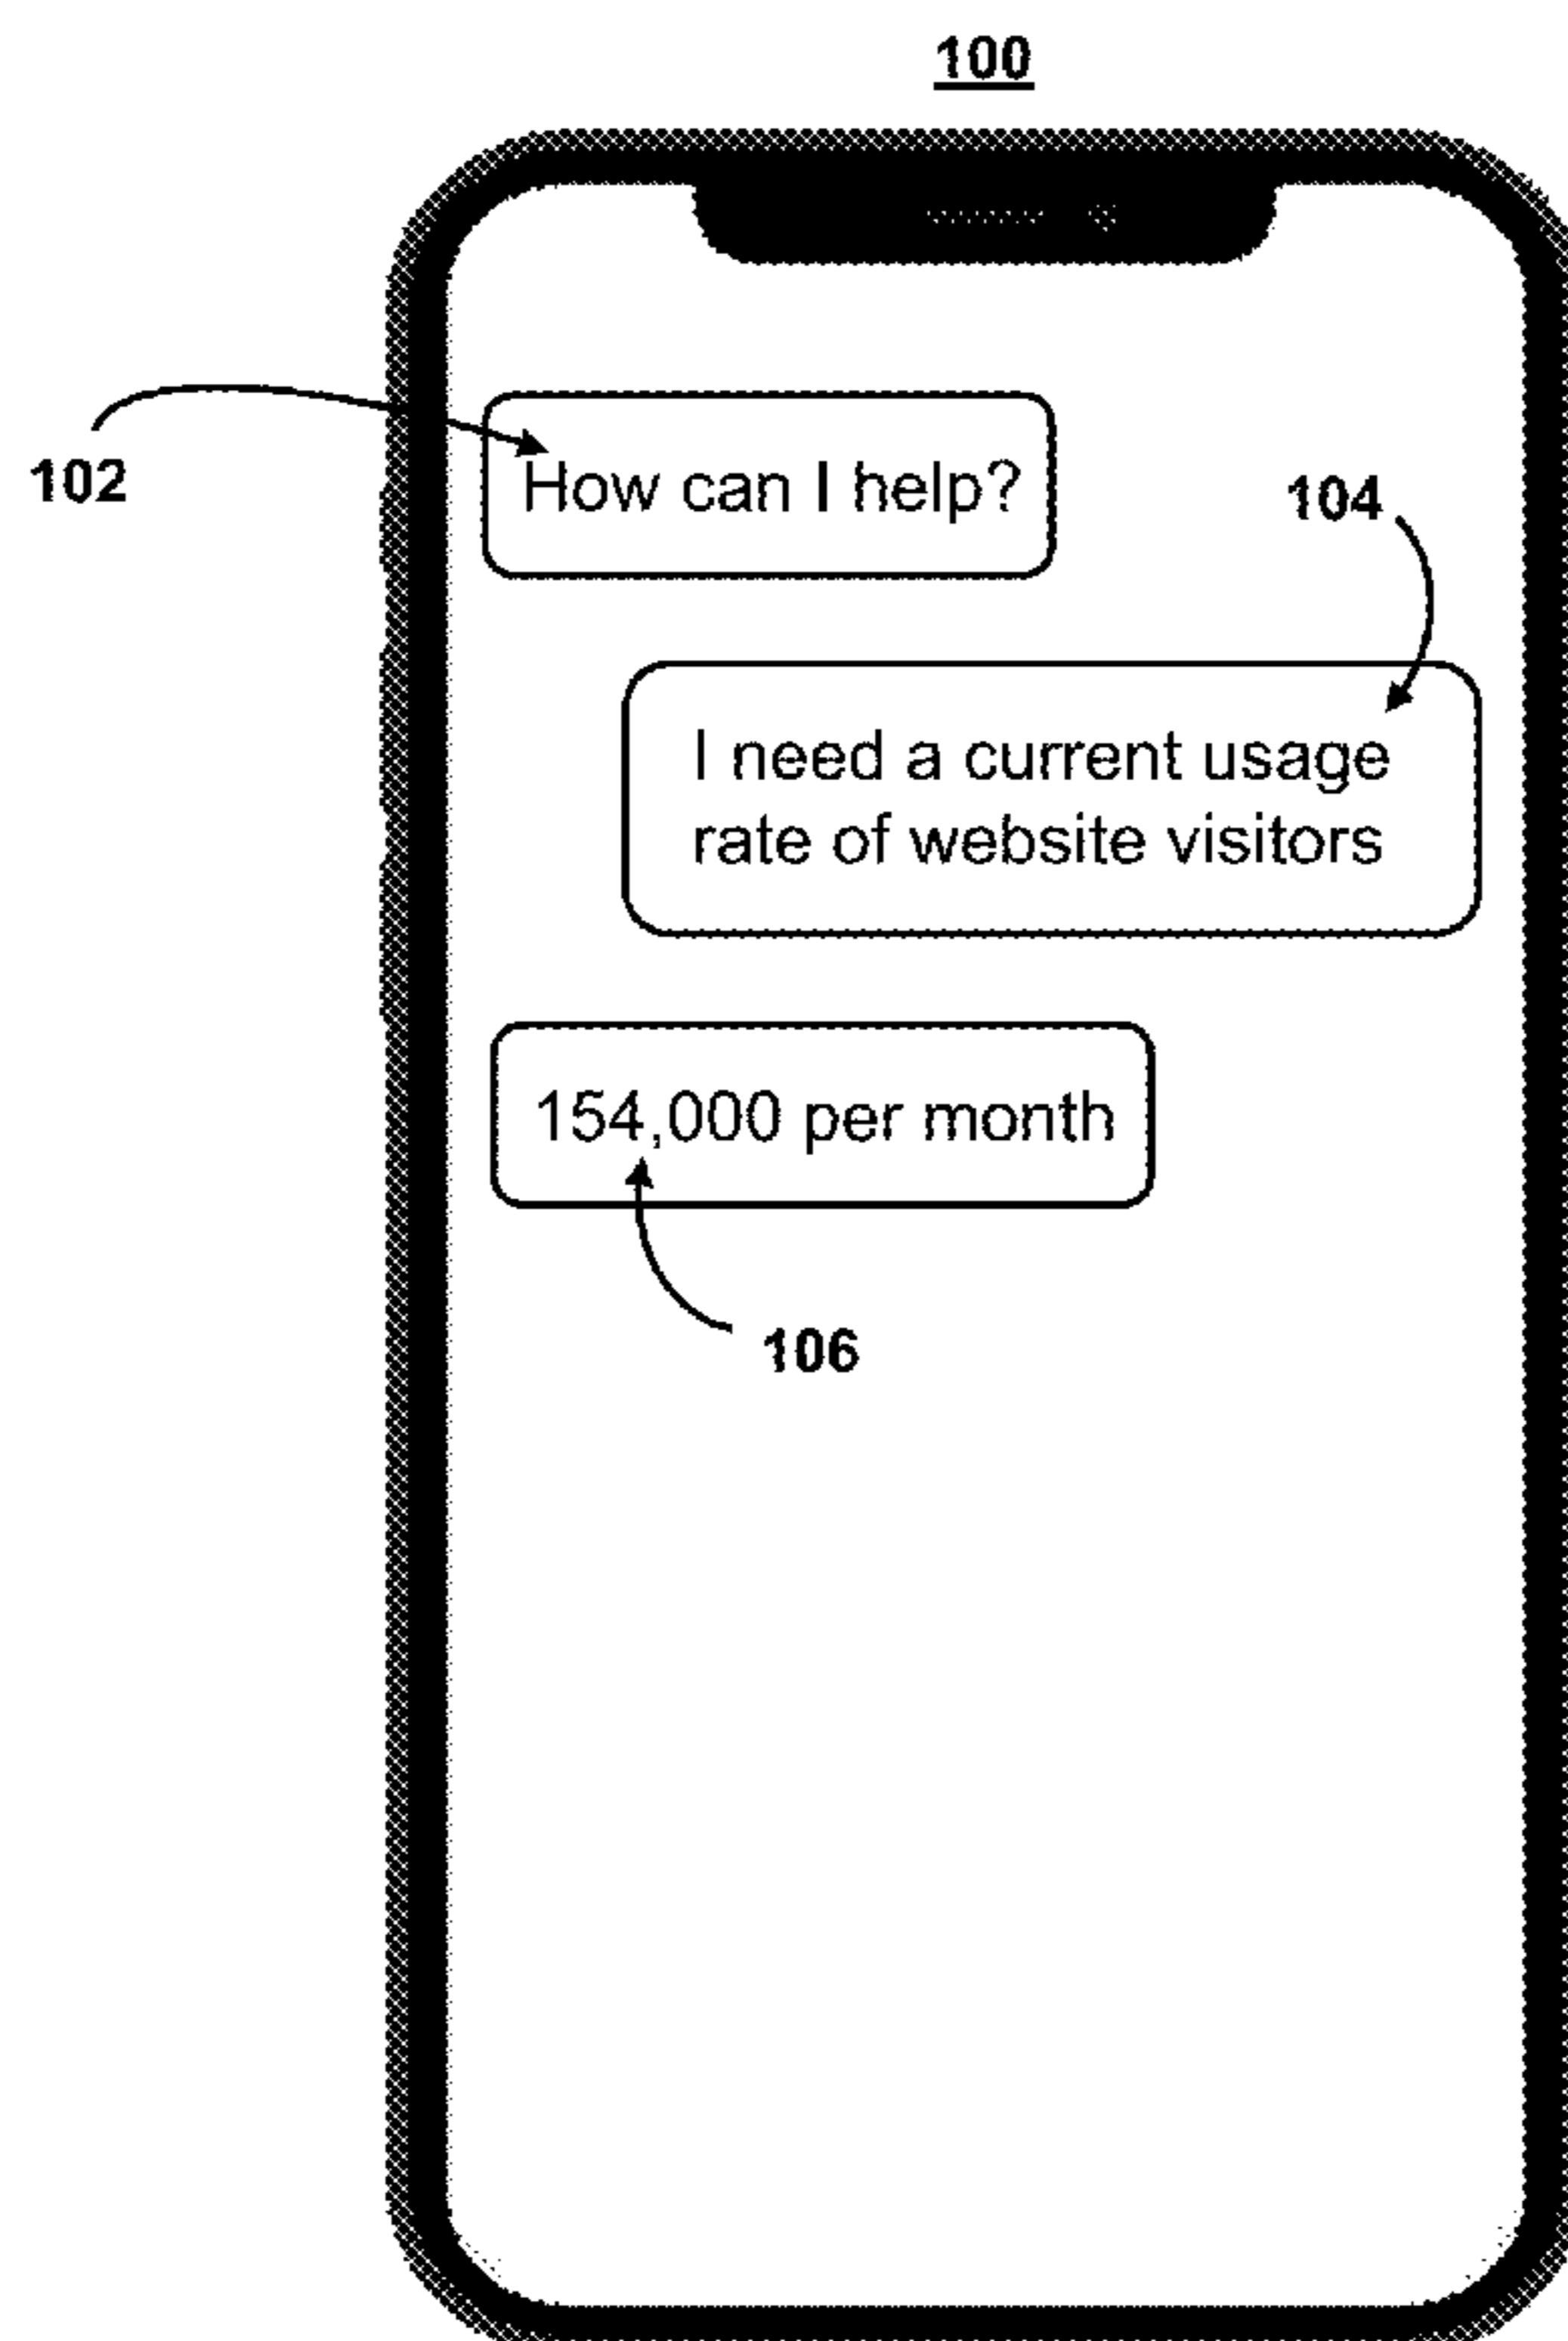 100
102
How can I help?
104
I need a current usage
rate of website visitors
154,000 per month
106